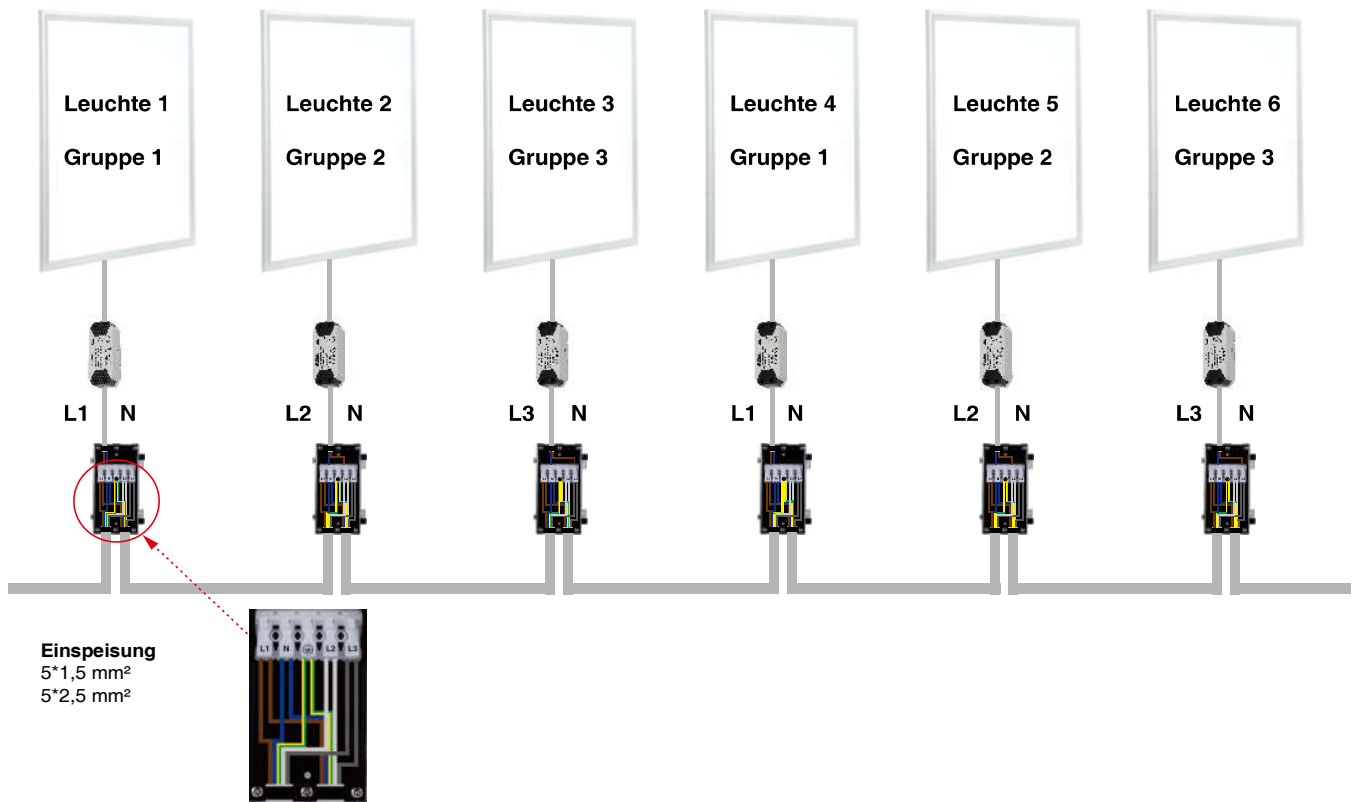 Leuchte 1
Gruppe 1
Leuchte 2
Gruppe 2
Leuchte 3
Gruppe 3
Leuchte 4
Gruppe 1
Leuchte 5
Gruppe 2
Leuchte 6
Gruppe 3
L1 N
L2 N
L3 N
L1 N
L2 N
L3 N
Einspeisung
5*1,5 mm²
5*2,5 mm²
L1 N L2 L3